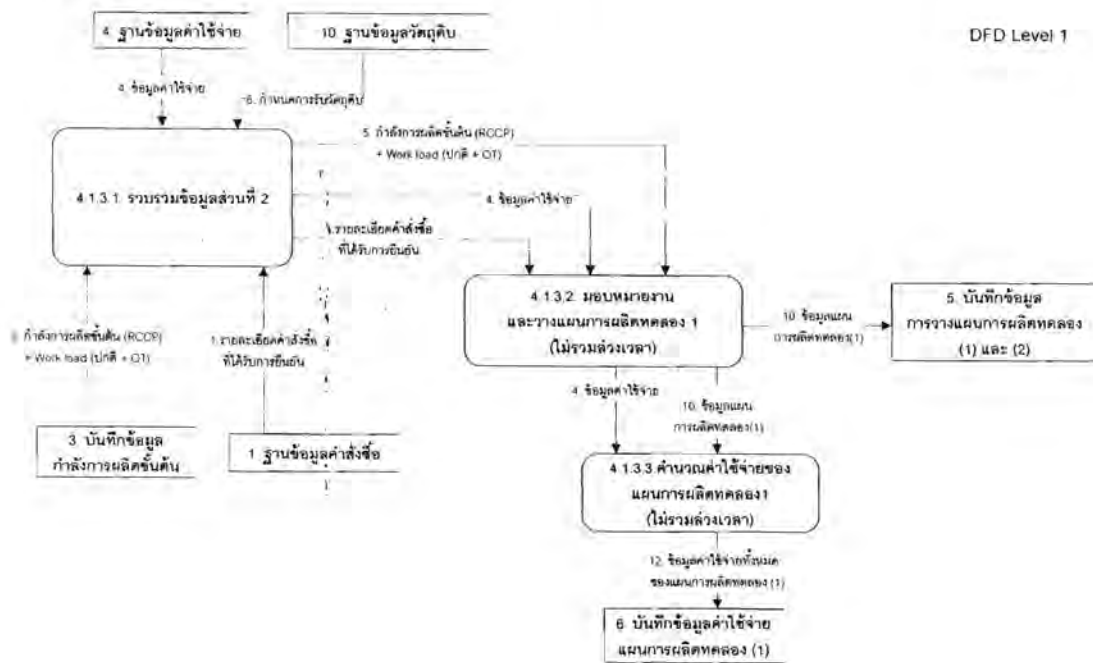 4. ฐานข้อมูลค่าใช้จ่าย
10. ฐานข้อมูลวัตถุดิบ
DFD Level 1
4. ข้อมูลค่าใช้จ่าย
6. กำหนดการรับวัตถุดิบ
5. กำลังการผลิตขั้นต้น (RCCP)
+ Work load (ปกติ + OT)
4.1.3.1. รวบรวมข้อมูลส่วนที่ 2
4. ข้อมูลค่าใช้จ่าย
1.รายละเอียดคำสั่งซื้อ
ที่ได้รับการยืนยัน
4.1.3.2. มอบหมายงาน
และวางแผนการผลิตทดลอง 1
(ไม่รวมล่วงเวลา)
10. ข้อมูลแผน
การผลิตทดลอง(1)
5. บันทึกข้อมูล
การวางแผนการผลิตทดลอง
(1) และ (2)
กำลังการผลิตขั้นต้น (RCCP)
+ Work load (ปกติ + OT)
1.รายละเอียดคำสั่งซื้อ
ที่ได้รับการยืนยัน
4. ข้อมูลค่าใช้จ่าย
10. ข้อมูลแผน
การผลิตทดลอง(1)
3. บันทึกข้อมูล
กำลังการผลิตขั้นต้น
1. ฐานข้อมูลคำสั่งซื้อ
4.1.3.3 คำนวณค่าใช้จ่ายของ
แผนการผลิตทดลอง1
(ไม่รวมล่วงเวลา)
12. ข้อมูลค่าใช้จ่ายทั้งหมด
ของแผนการผลิตทดลอง (1)
6. บันทึกข้อมูลค่าใช้จ่าย
แผนการผลิตทดลอง (1)